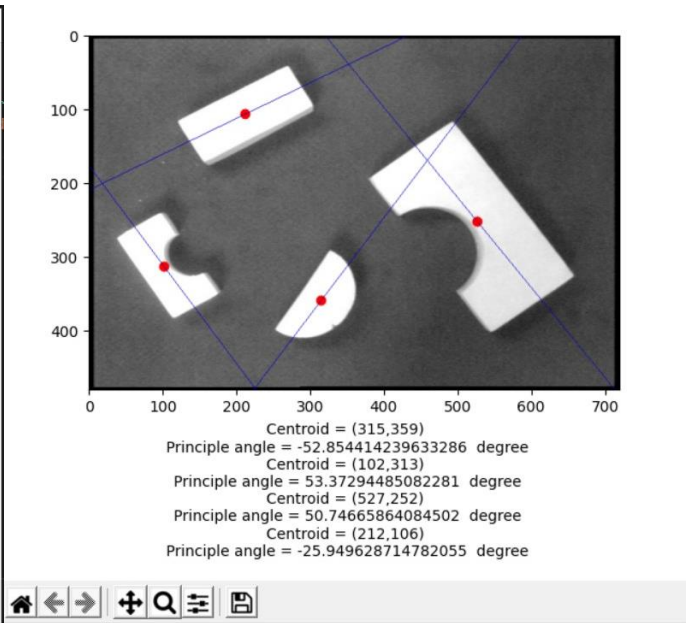 0
100
200
300
400
0 100 200 300 400 500 600 700
Centroid = (315,359)
Principle angle = -52.854414239633286 degree
Centroid = (102,313)
Principle angle = 53.37294485082281 degree
Centroid = (527,252)
Principle angle = 50.74665864084502 degree
Centroid = (212,106)
Principle angle = -25.949628714782055 degree